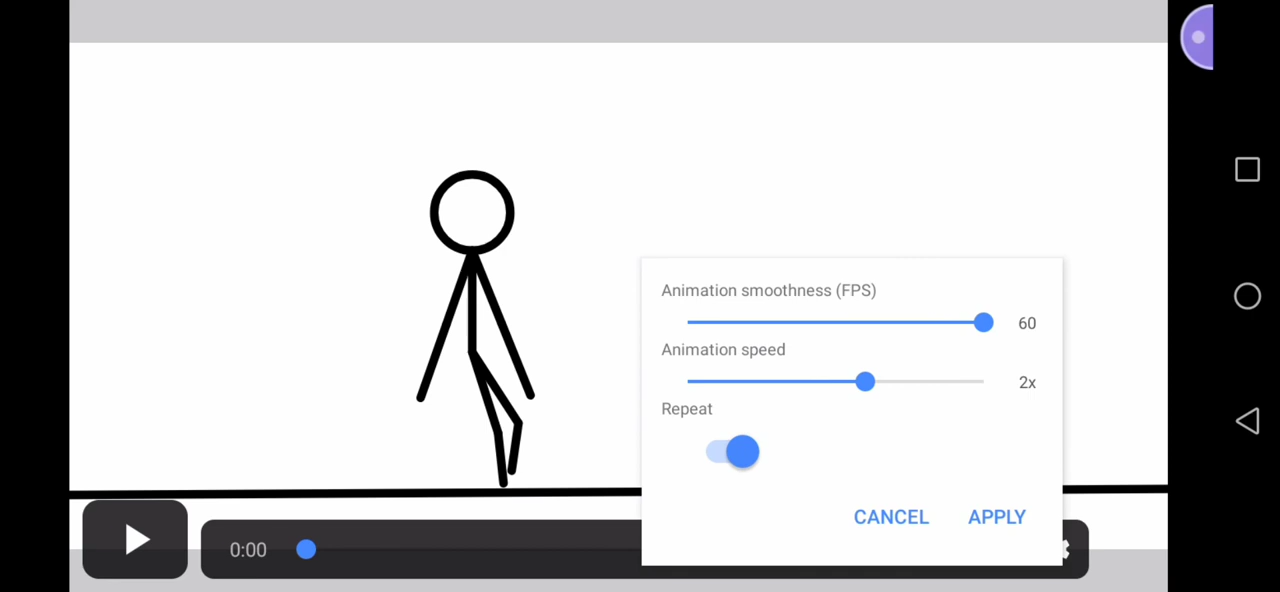 Animation smoothness (FPS)
60
Animation speed
2x
Repeat
CANCEL APPLY
0:00